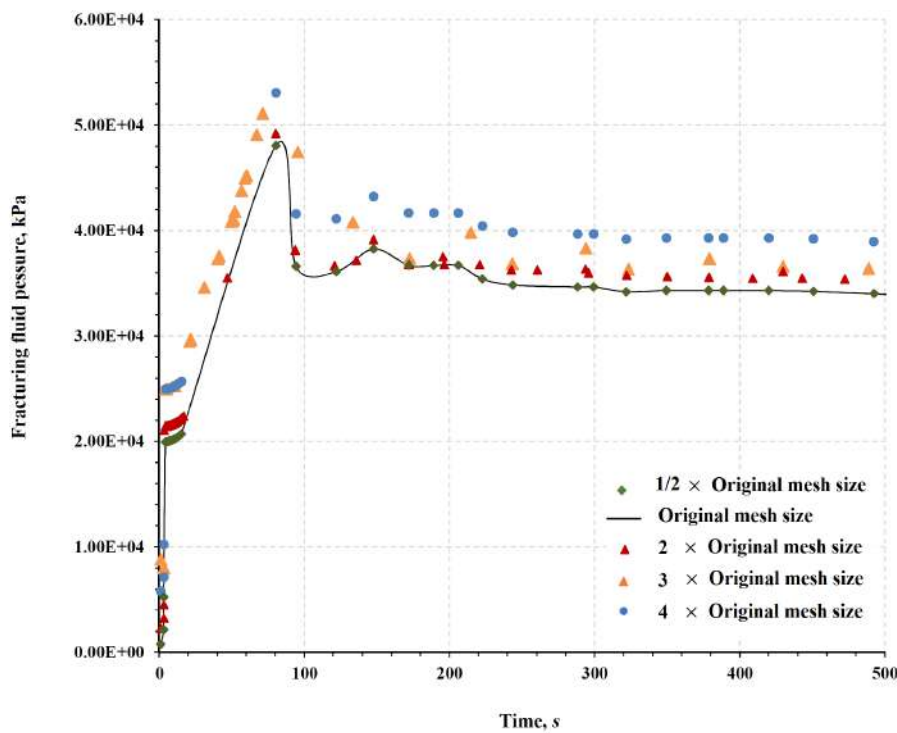 6.00E+04
5.00E+04
4.00E+04
3.00E+04
2.00E+04
1.00E+04
0.00E+00
Fracturing fluid pessure, kPa
1/2 × Original mesh size
Original mesh size
2 × Original mesh size
3 × Original mesh size
4 × Original mesh size
0 100 200 300 400 500
Time, s